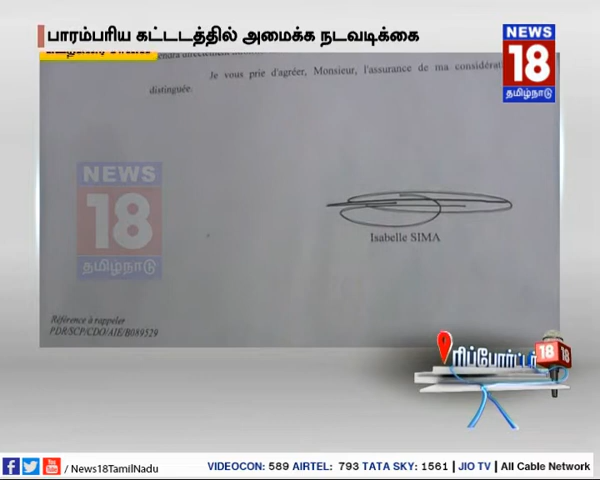 பாரம்பரிய கட்டடத்தில் அமைக்க நடவடிக்கை
NEWS
18
தமிழ்நாடு
Je vous prie d'agréer, Monsieur, l'assurance de ma considérati
distinguée.
NEWS
18
தமிழ்நாடு
Isabelle SIMA
Référence à rappeler
PDR/SCP/CDO/AIE/B089529
ரிப்போர்டர்
18
18
/ News18TamilNadu
VIDEOCON: 589 AIRTEL: 793 TATA SKY: 1561 | JIO TV | All Cable Network